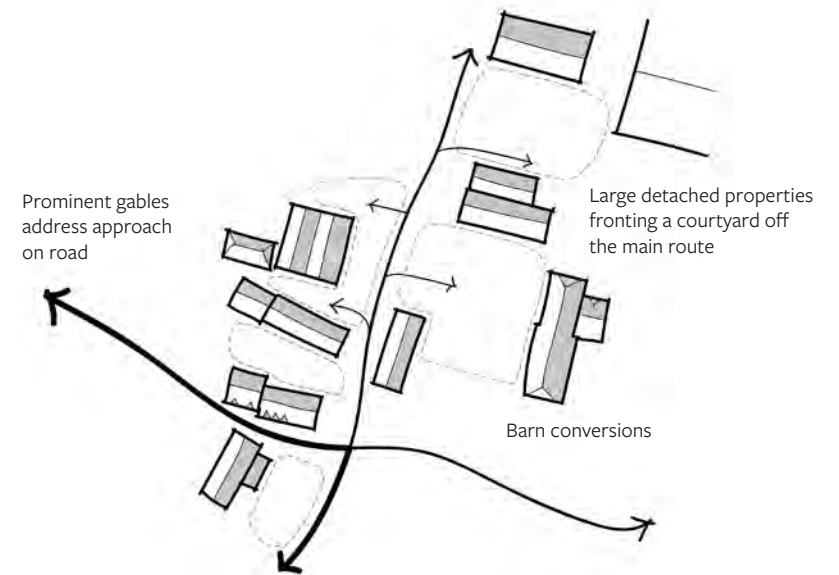 Prominent gables
address approach
on road
Large detached properties
fronting a courtyard off
the main route
Barn conversions